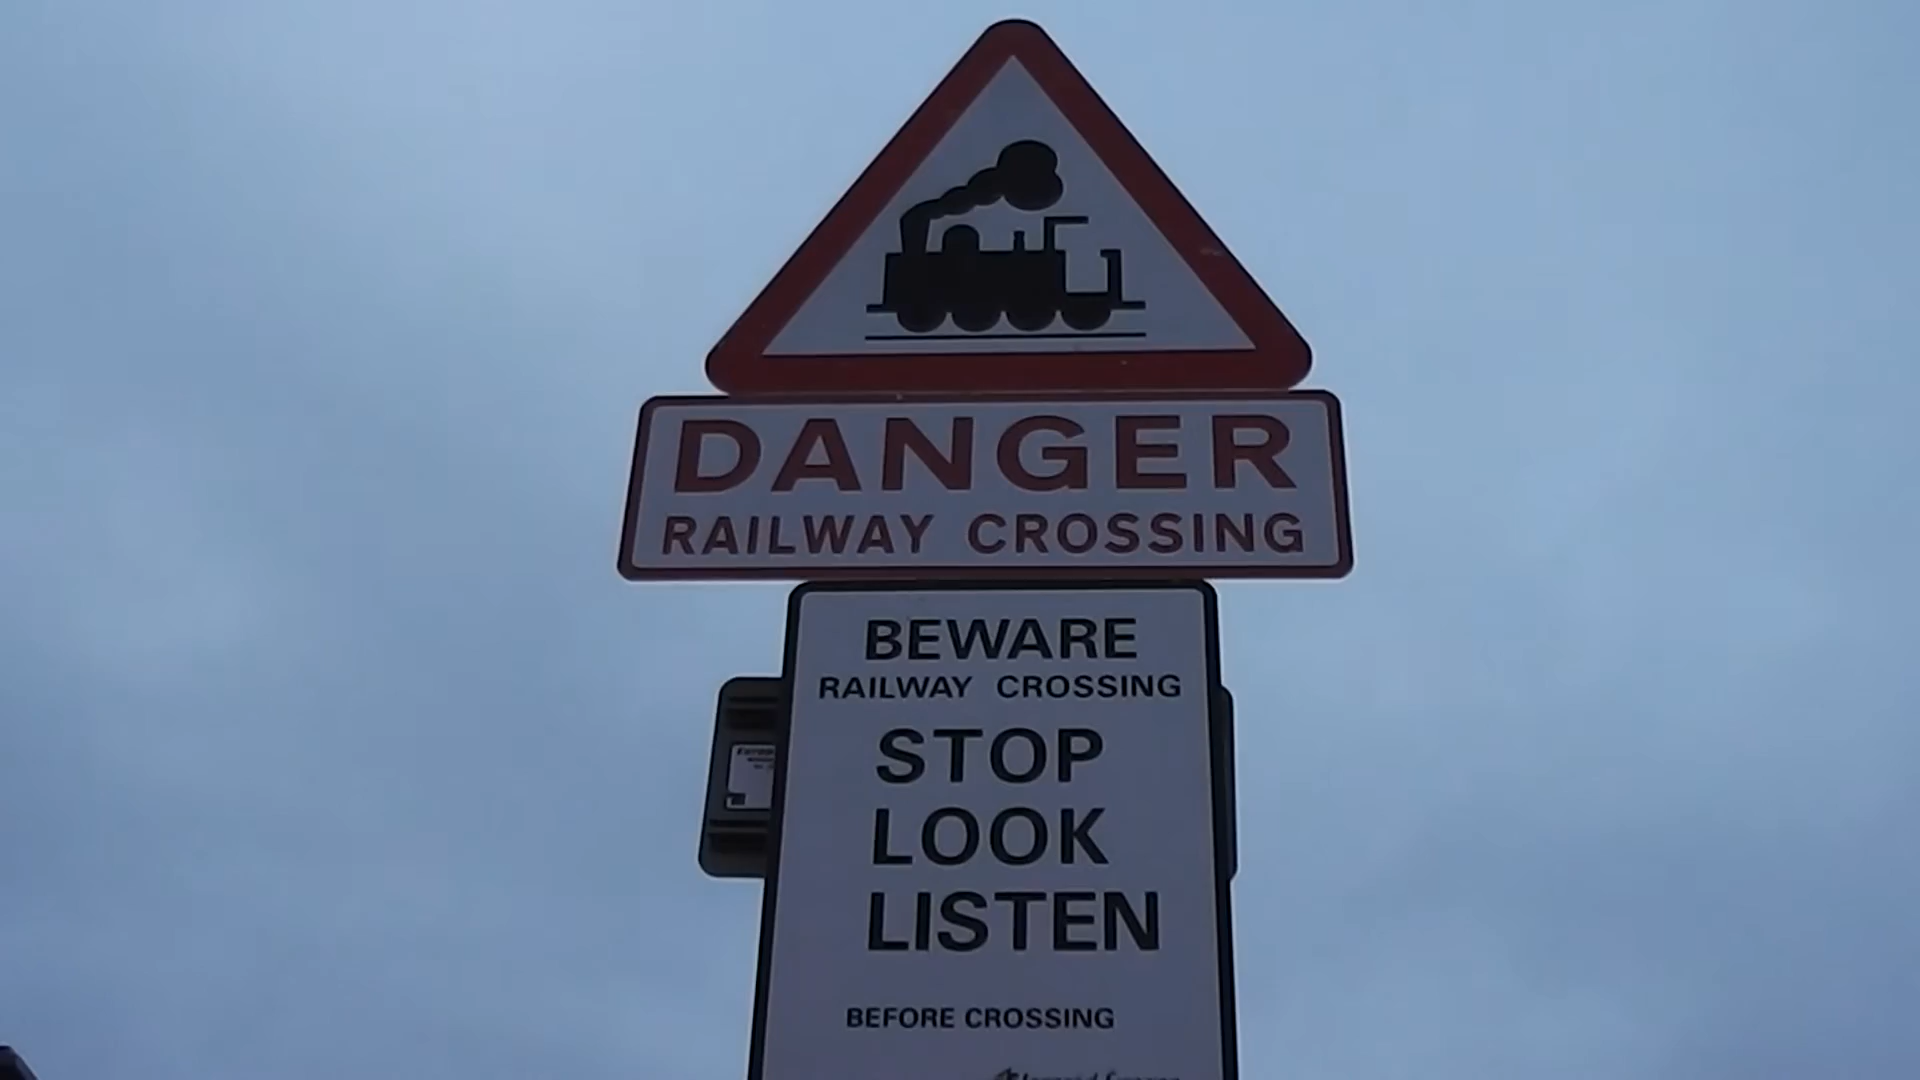 DANGER
RAILWAY CROSSING
BEWARE
RAILWAY CROSSING
STOP
LOOK
LISTEN
BEFORE CROSSING